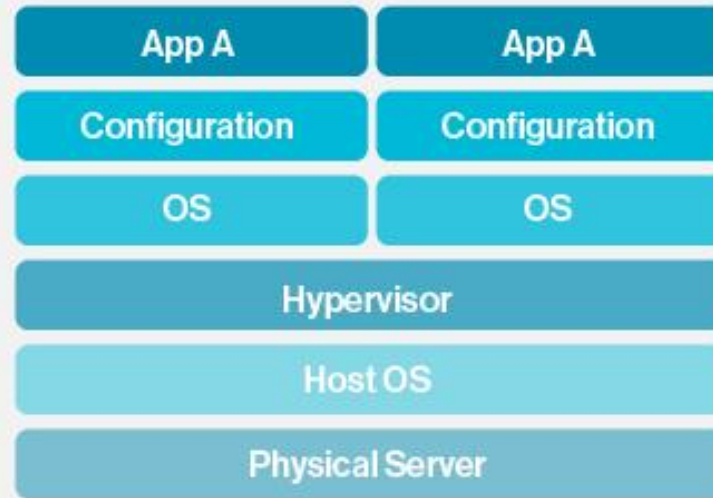 App A App A
Configuration Configuration
OS OS
Hypervisor
Host OS
Physical Server